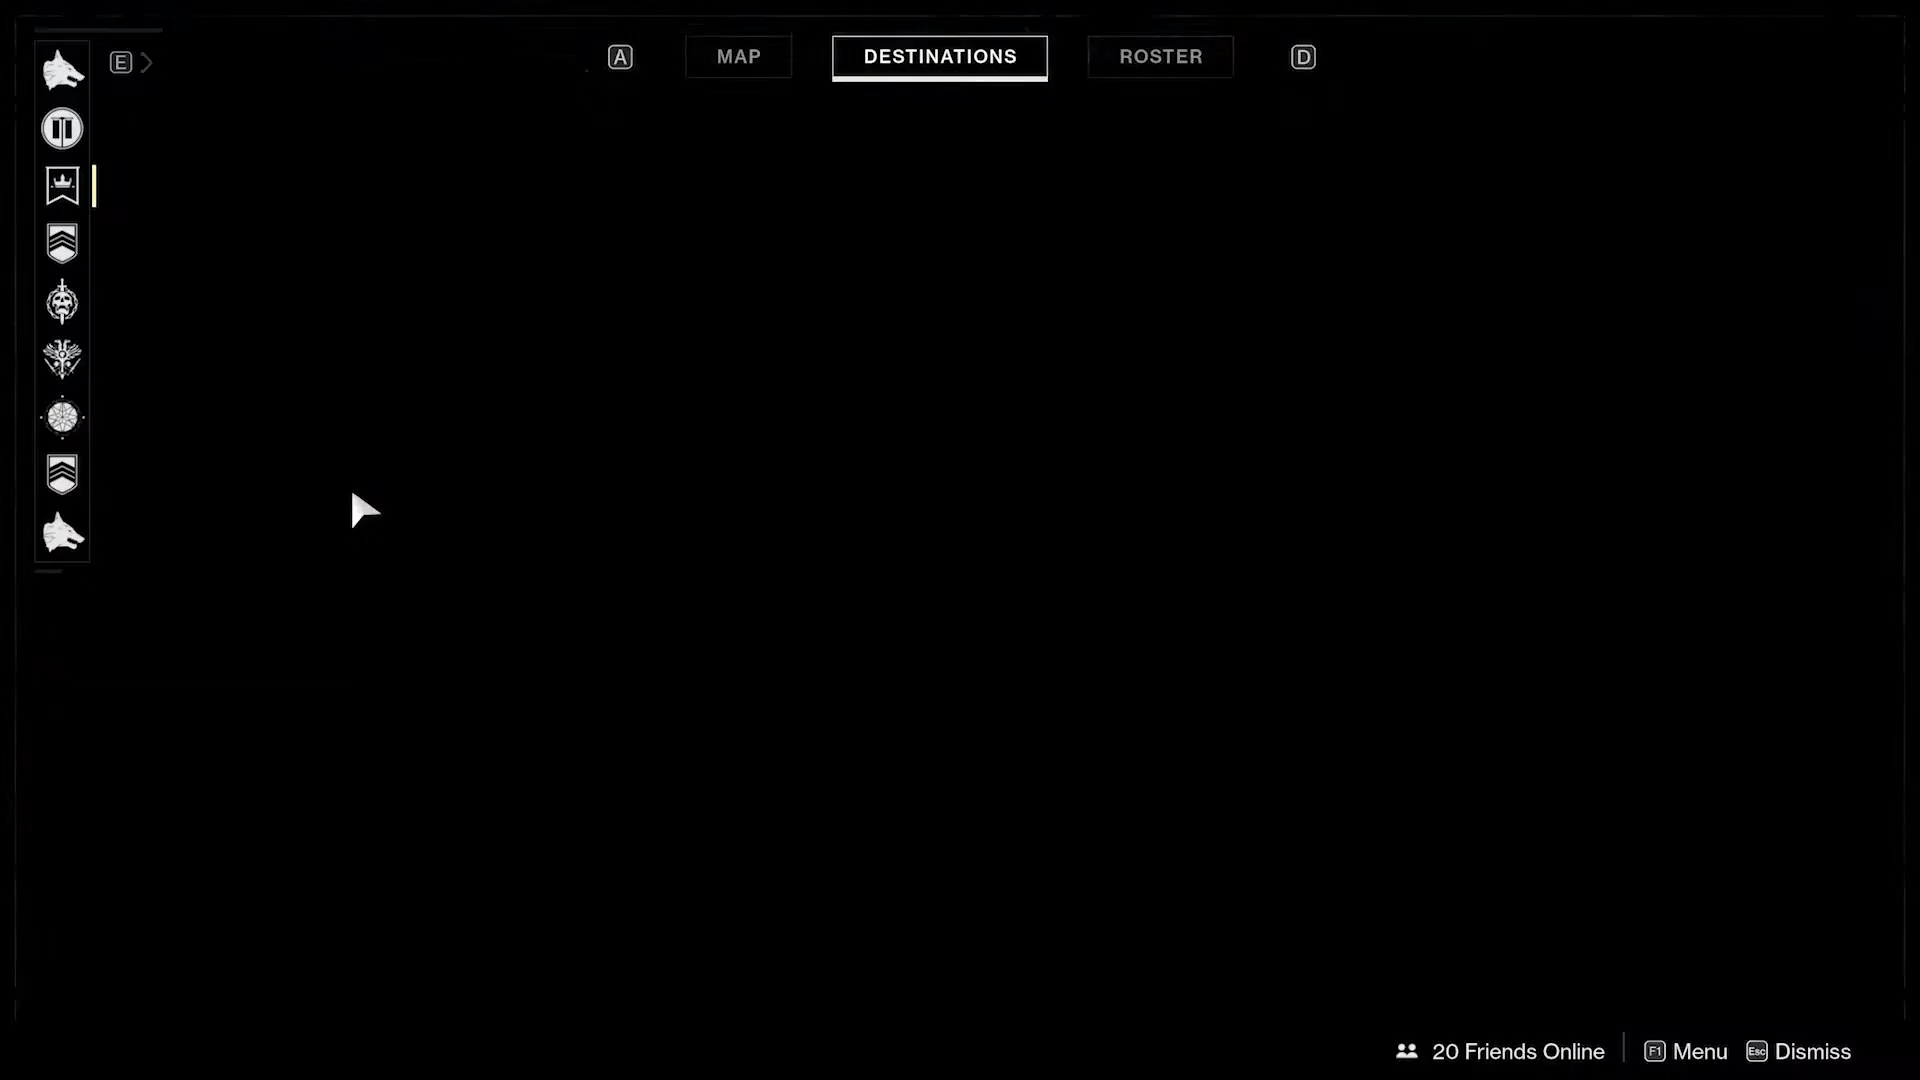 E
A
MAP
DESTINATIONS
ROSTER
D
20 Friends Online
F1 Menu
Esc Dismiss